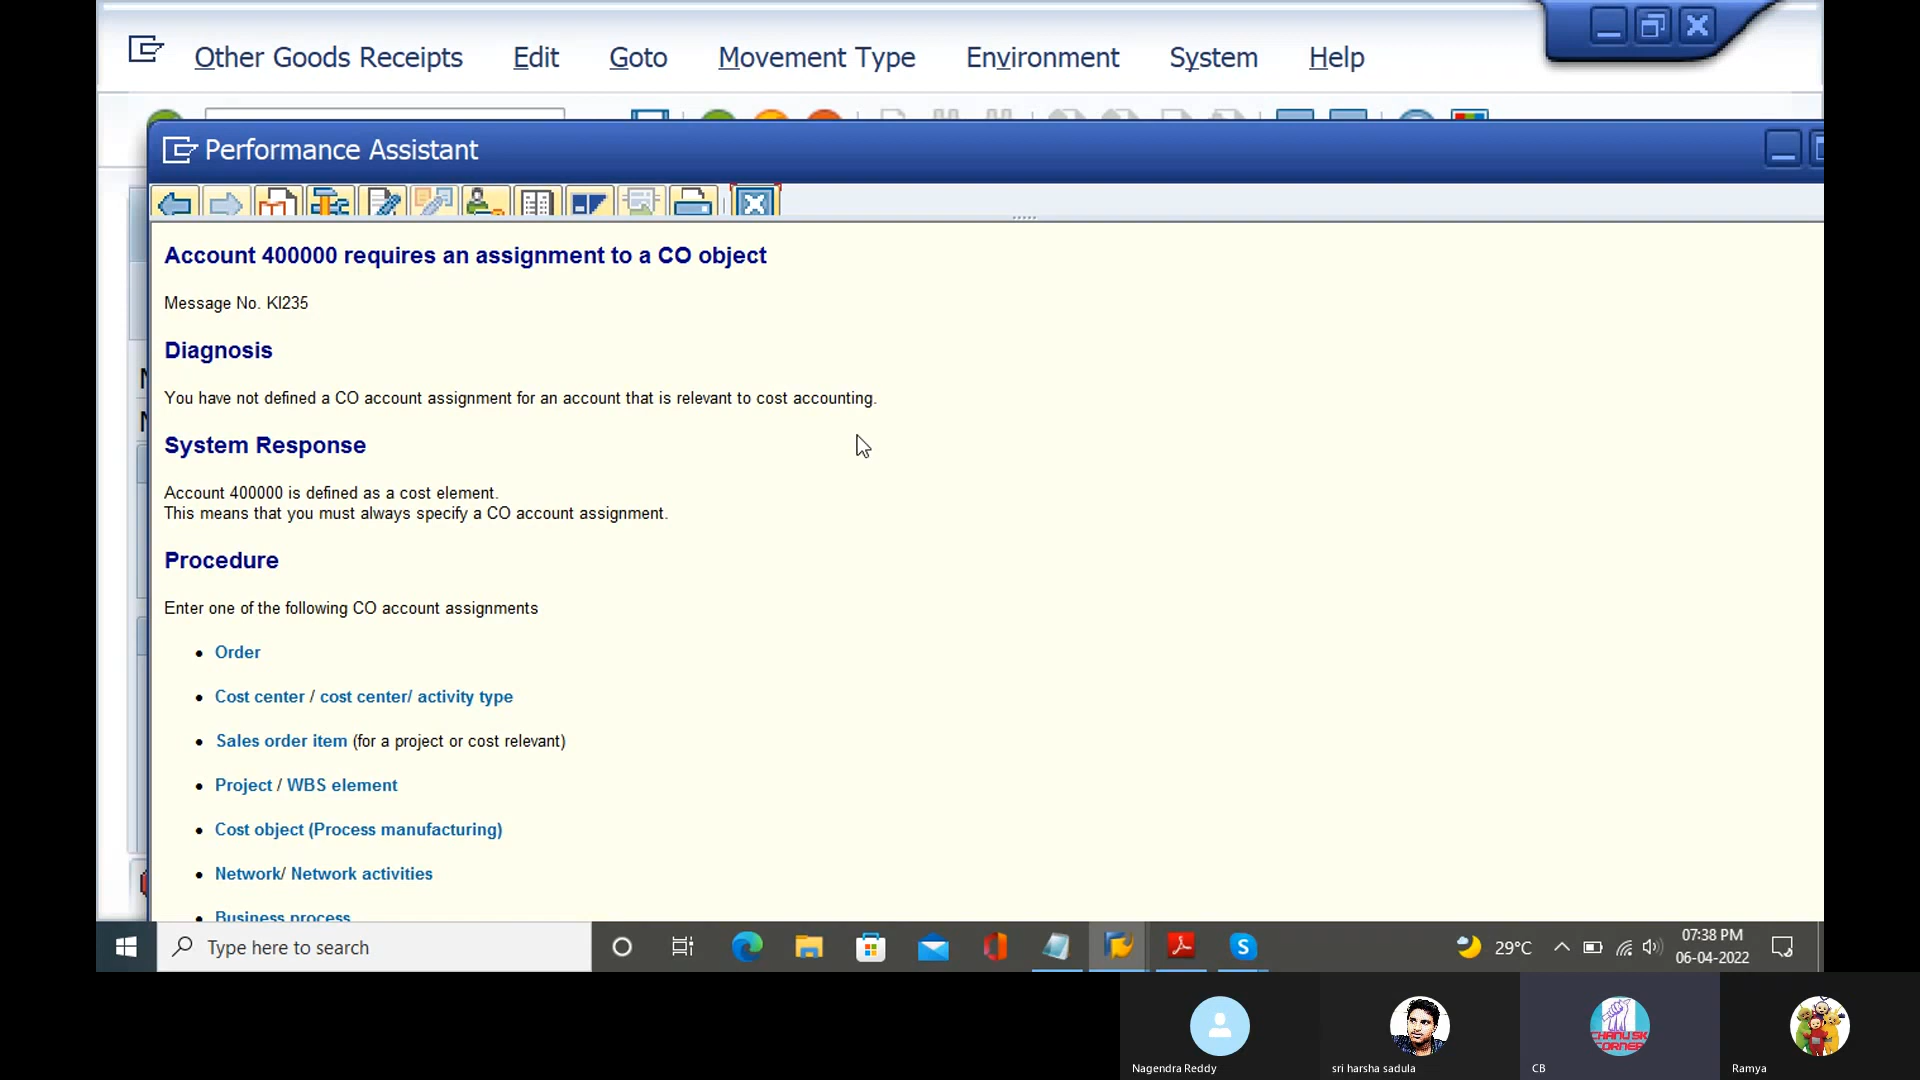 Other Goods Receipts Edit Goto Movement Type Environment System Help
Performance Assistant
Account 400000 requires an assignment to a CO object
Message No. KI235
Diagnosis
You have not defined a CO account assignment for an account that is relevant to cost accounting.
System Response
Account 400000 is defined as a cost element.
This means that you must always specify a CO account assignment.
Procedure
Enter one of the following CO account assignments
• Order
• Cost center / cost center/ activity type
• Sales order item (for a project or cost relevant)
• Project / WBS element
• Cost object (Process manufacturing)
• Network/ Network activities
• Business process
Type here to search
29°C
07:38 PM
06-04-2022
CHANUSK
CORNER
Nagendra Reddy
sri harsha sadula
CB
Ramya